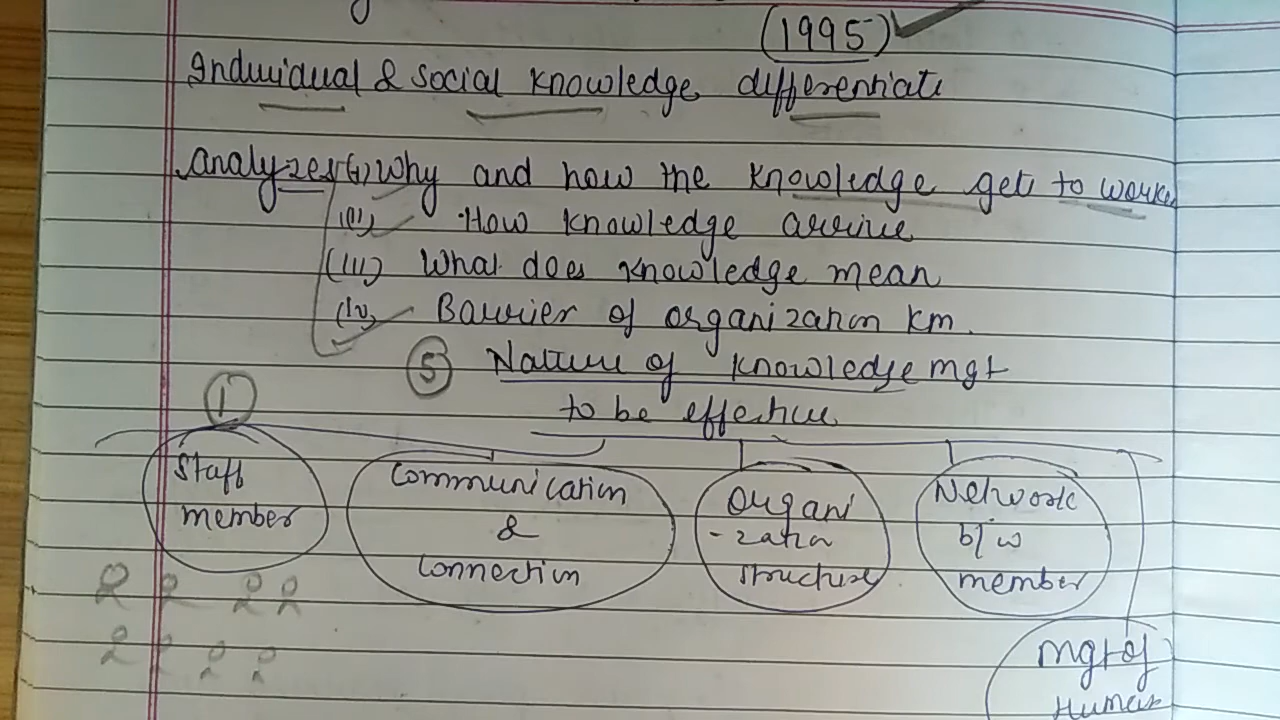 (1995)
Individual & social knowledge differentiate
Analyzes (i) Why and how the knowledge gets to work
(ii) How knowledge arrive
(iii) What does knowledge mean
(iv) Barrier of organization km.
5 Nature of knowledge mgt
to be effective
1
Staff
member
Communication
&
Connection
Organi
-zation
structure
Network
b/w
member
Mgt of
Human